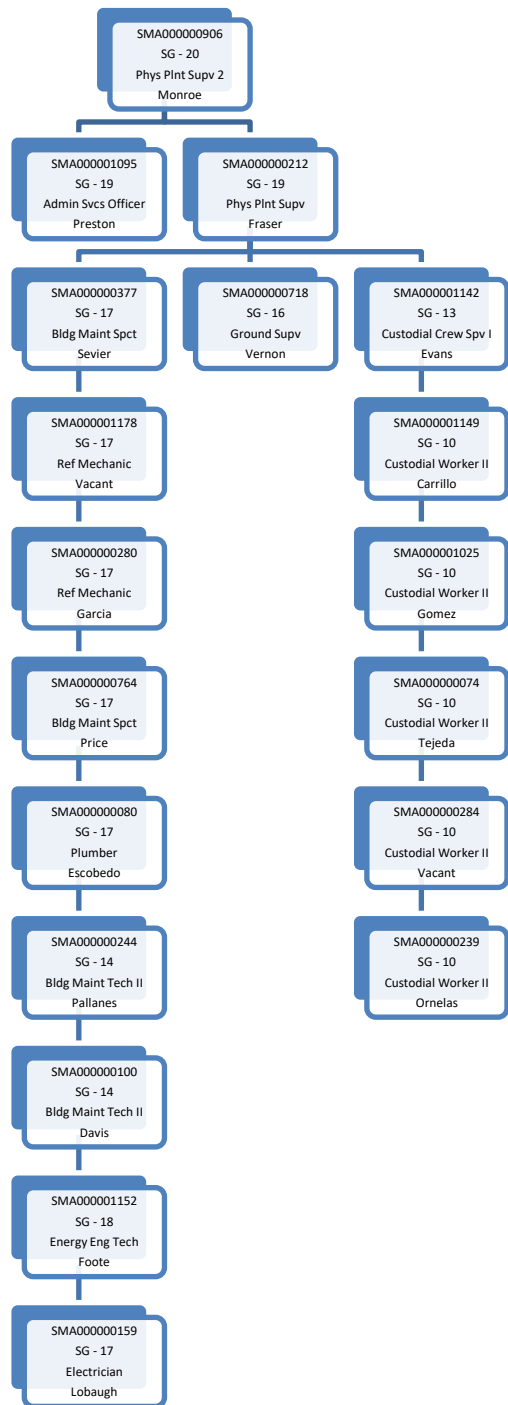 SMA000000906
SG - 20
Phys Plnt Supv 2
Monroe
SMA000001095
SG - 19
Admin Svcs Officer
Preston
SMA000000212
SG - 19
Phys Plnt Supv
Fraser
SMA000000377
SG - 17
Bldg Maint Spct
Sevier
SMA000000718
SG - 16
Ground Supv
Vernon
SMA000001142
SG - 13
Custodial Crew Spv I
Evans
SMA000001178
SG - 17
Ref Mechanic
Vacant
SMA000001149
SG - 10
Custodial Worker II
Carrillo
SMA000000280
SG - 17
Ref Mechanic
Garcia
SMA000001025
SG - 10
Custodial Worker II
Gomez
SMA000000764
SG - 17
Bldg Maint Spct
Price
SMA000000074
SG - 10
Custodial Worker II
Tejeda
SMA000000080
SG - 17
Plumber
Escobedo
SMA000000284
SG - 10
Custodial Worker II
Vacant
SMA000000244
SG - 14
Bldg Maint Tech II
Pallanes
SMA000000239
SG - 10
Custodial Worker II
Ornelas
SMA000000100
SG - 14
Bldg Maint Tech II
Davis
SMA000001152
SG - 18
Energy Eng Tech
Foote
SMA000000159
SG - 17
Electrician
Lobaugh